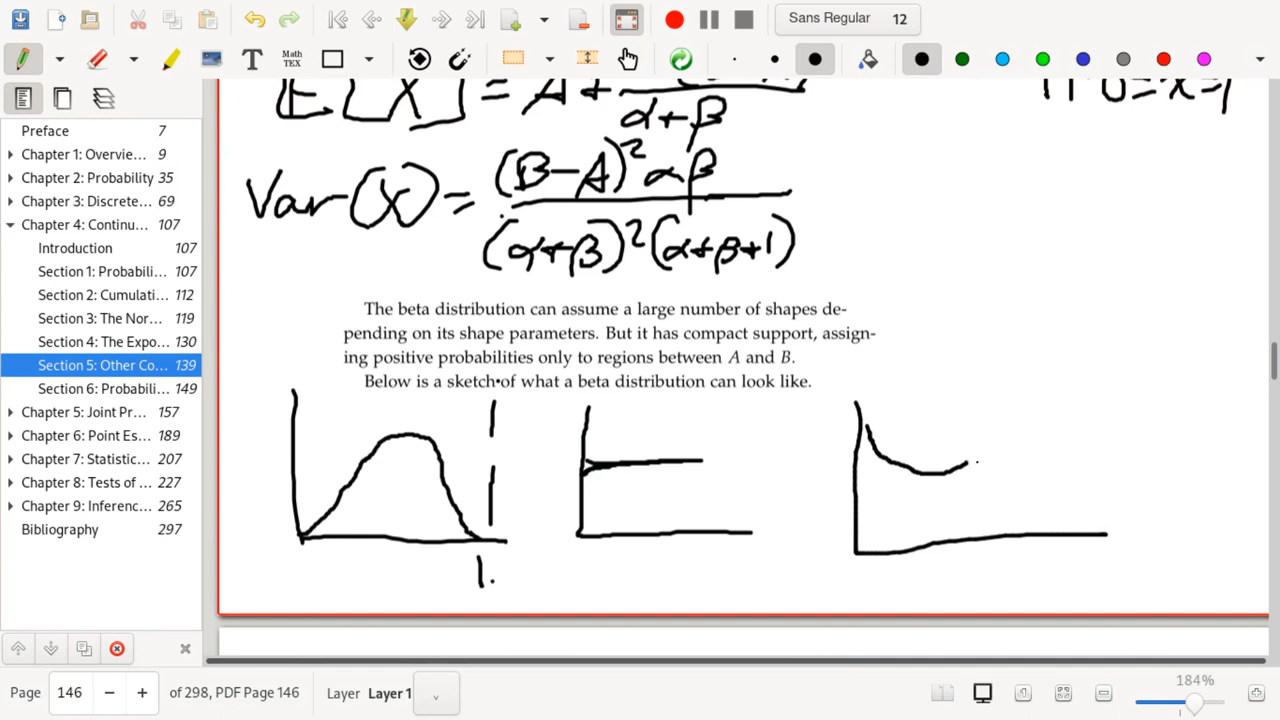 Sans Regular 12
T Math TEX
Preface 7
Chapter 1: Overvie... 9
Chapter 2: Probability 35
Chapter 3: Discrete... 69
Chapter 4: Continu... 107
Introduction 107
Section 1: Probabili... 107
Section 2: Cumulati... 112
Section 3: The Nor... 119
Section 4: The Expo... 130
Section 5: Other Co... 139
Section 6: Probabili... 149
Chapter 5: Joint Pr... 157
Chapter 6: Point Es... 189
Chapter 7: Statistic... 207
Chapter 8: Tests of ... 227
Chapter 9: Inferenc... 265
Bibliography 297
E[X] = A +
α+β
Var(X) = (B-A)²αβ
(α+β)²(α+β+1)
The beta distribution can assume a large number of shapes de-
pending on its shape parameters. But it has compact support, assign-
ing positive probabilities only to regions between A and B.
Below is a sketch of what a beta distribution can look like.
1
Page 146 of 298, PDF Page 146 Layer Layer 1 184%